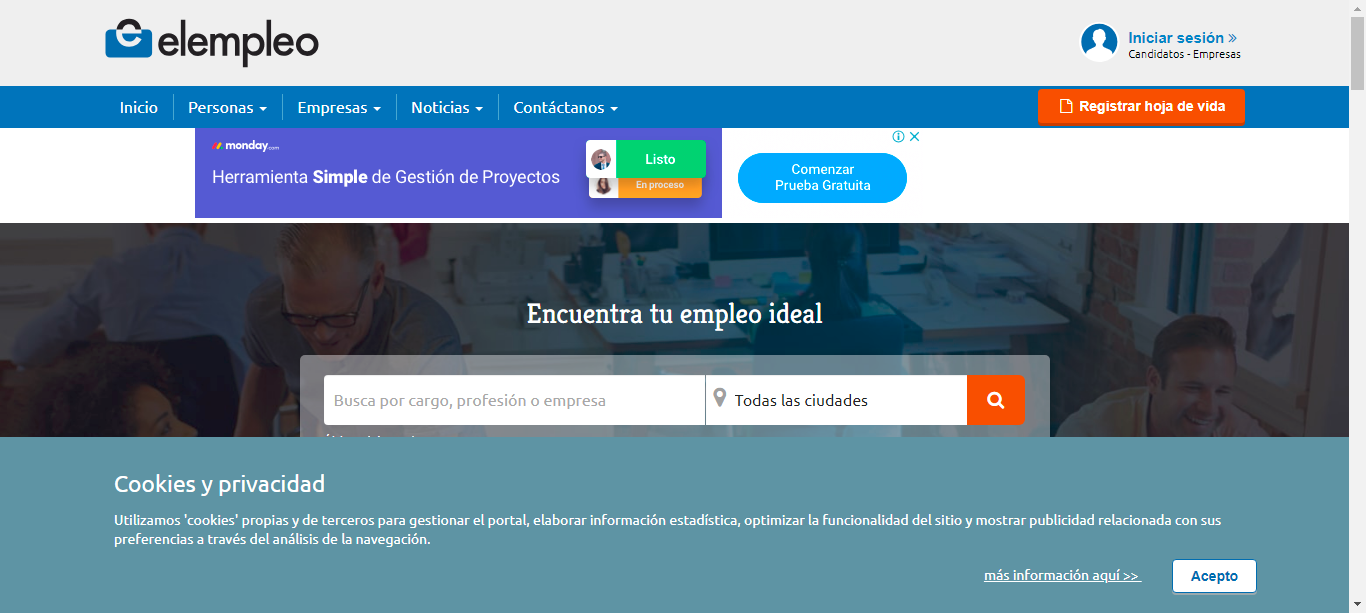 elempleo
Iniciar sesión »
Candidatos - Empresas
Inicio
Personas
Empresas
Noticias
Contáctanos
Registrar hoja de vida
monday.com
Herramienta Simple de Gestión de Proyectos
Listo
En proceso
Comenzar
Prueba Gratuita
Encuentra tu empleo ideal
Busca por cargo, profesión o empresa
Todas las ciudades
Cookies y privacidad
Utilizamos 'cookies' propias y de terceros para gestionar el portal, elaborar información estadística, optimizar la funcionalidad del sitio y mostrar publicidad relacionada con sus
preferencias a través del análisis de la navegación.
más información aquí >>
Acepto